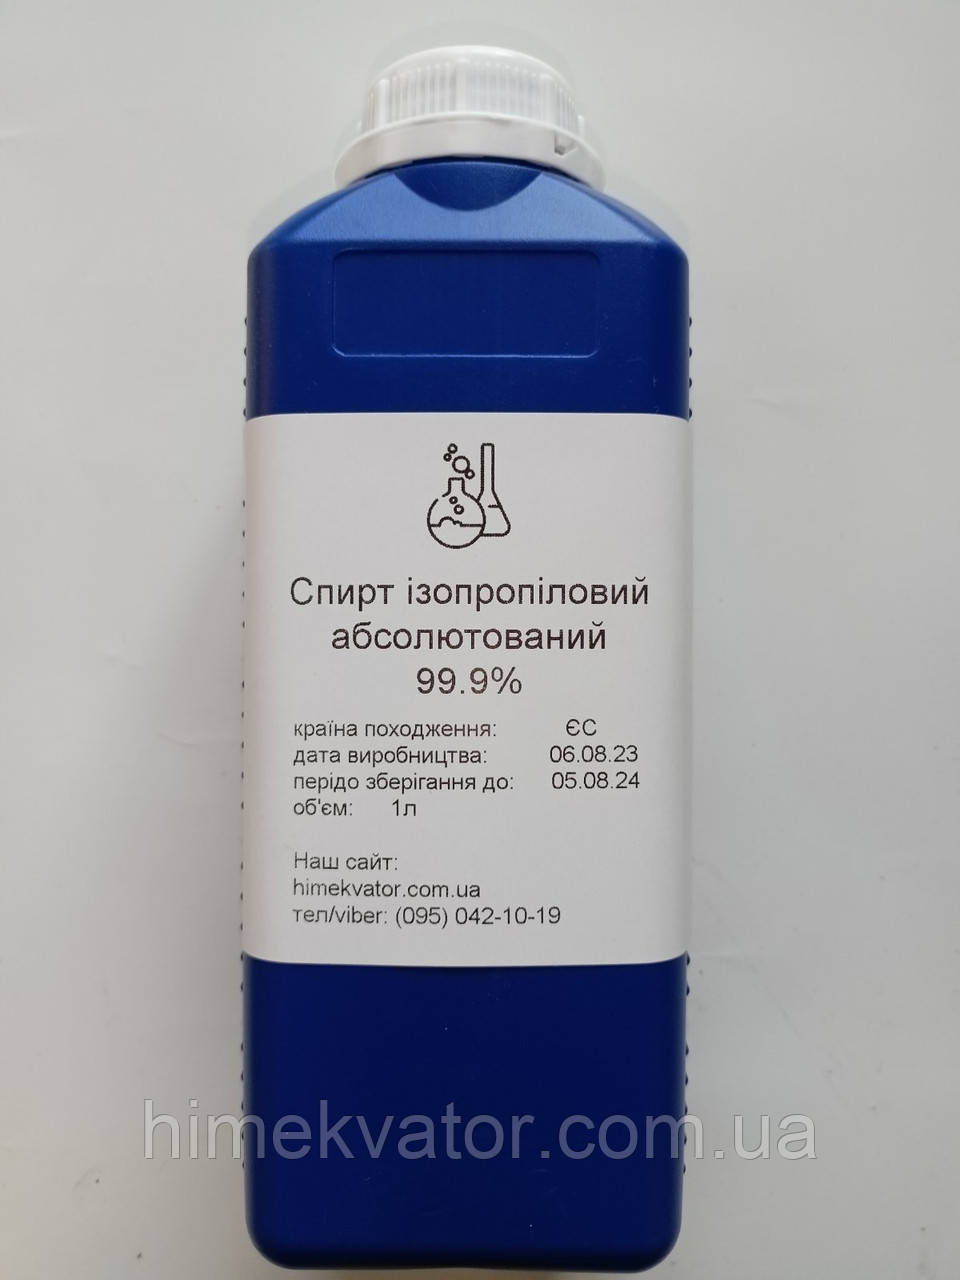 Спирт ізопропіловий
абсолютований
99.9%
країна походження: ЄС
дата виробництва: 06.08.23
перідо зберігання до: 05.08.24
об'єм: 1л
Наш сайт:
himekvator.com.ua
тел/viber: (095) 042-10-19
himekvator.com.ua